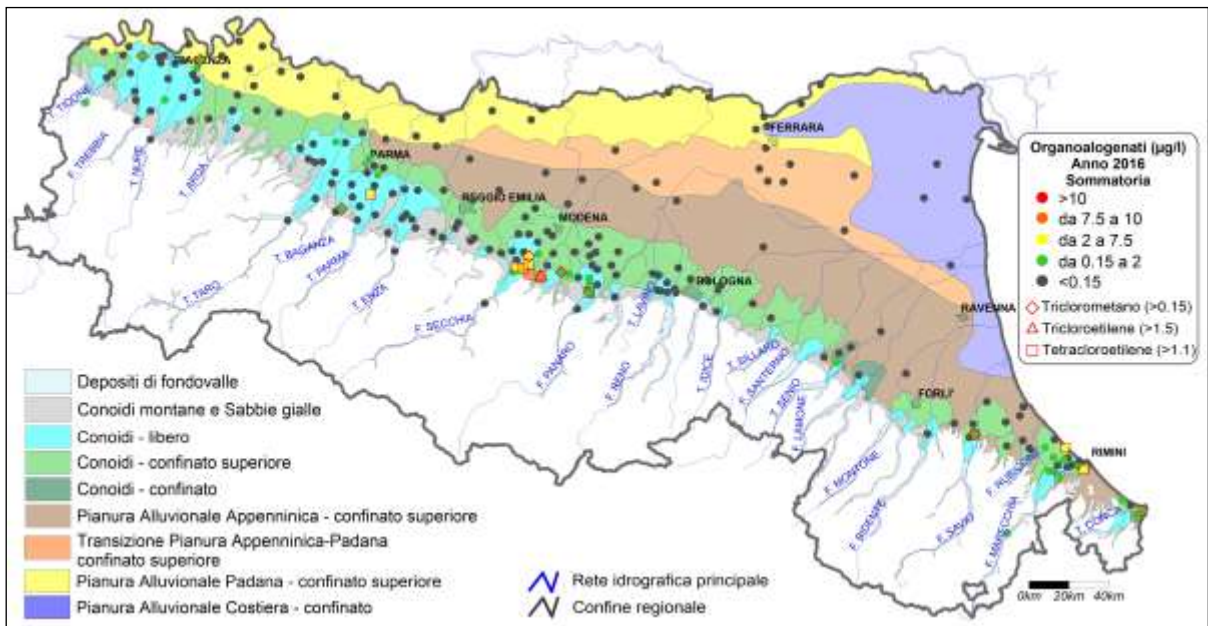 PIACENZA
T. TIDONE
F. TREBBIA
T. NURE
T. ARDA
PARMA
REGGIO EMILIA
MODENA
BOLOGNA
FERRARA
RAVENNA
FORLI'
RIMINI
T. TARO
T. BAGANZA
T. PARMA
T. ENZA
F. SECCHIA
F. PANARO
F. RENO
T. IDICE
T. SILLARO
F. SANTERNO
T. SENIO
F. LAMONE
F. MONTONE
F. SAVIO
F. MARECCHIA
T. CONCA
Organoalogenati (µg/l)
Anno 2016
Sommatoria
>10
da 7.5 a 10
da 2 a 7.5
da 0.15 a 2
<0.15
Triclorometano (>0.15)
Tricloroetilene (>1.5)
Tetracloroetilene (>1.1)
Depositi di fondovalle
Conoidi montane e Sabbie gialle
Conoidi - libero
Conoidi - confinato superiore
Conoidi - confinato
Pianura Alluvionale Appenninica - confinato superiore
Transizione Pianura Appenninica-Padana
confinato superiore
Pianura Alluvionale Padana - confinato superiore
Pianura Alluvionale Costiera - confinato
Rete idrografica principale
Confine regionale
0km 20km 40km